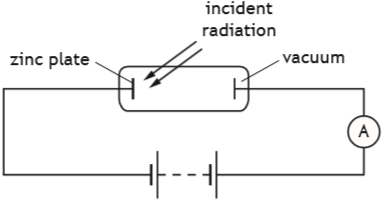 incident
radiation
zinc plate
vacuum
A